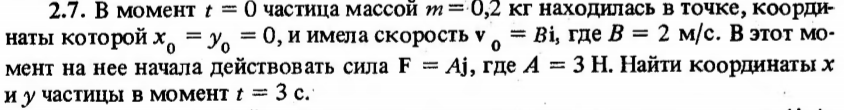 2.7. В момент t = 0 частица массой m = 0,2 кг находилась в точке, коорди-
наты которой x₀ = y₀ = 0, и имела скорость v₀ = Bi, где B = 2 м/с. В этот мо-
мент на нее начала действовать сила F = Aj, где A = 3 Н. Найти координаты x
и y частицы в момент t = 3 с.